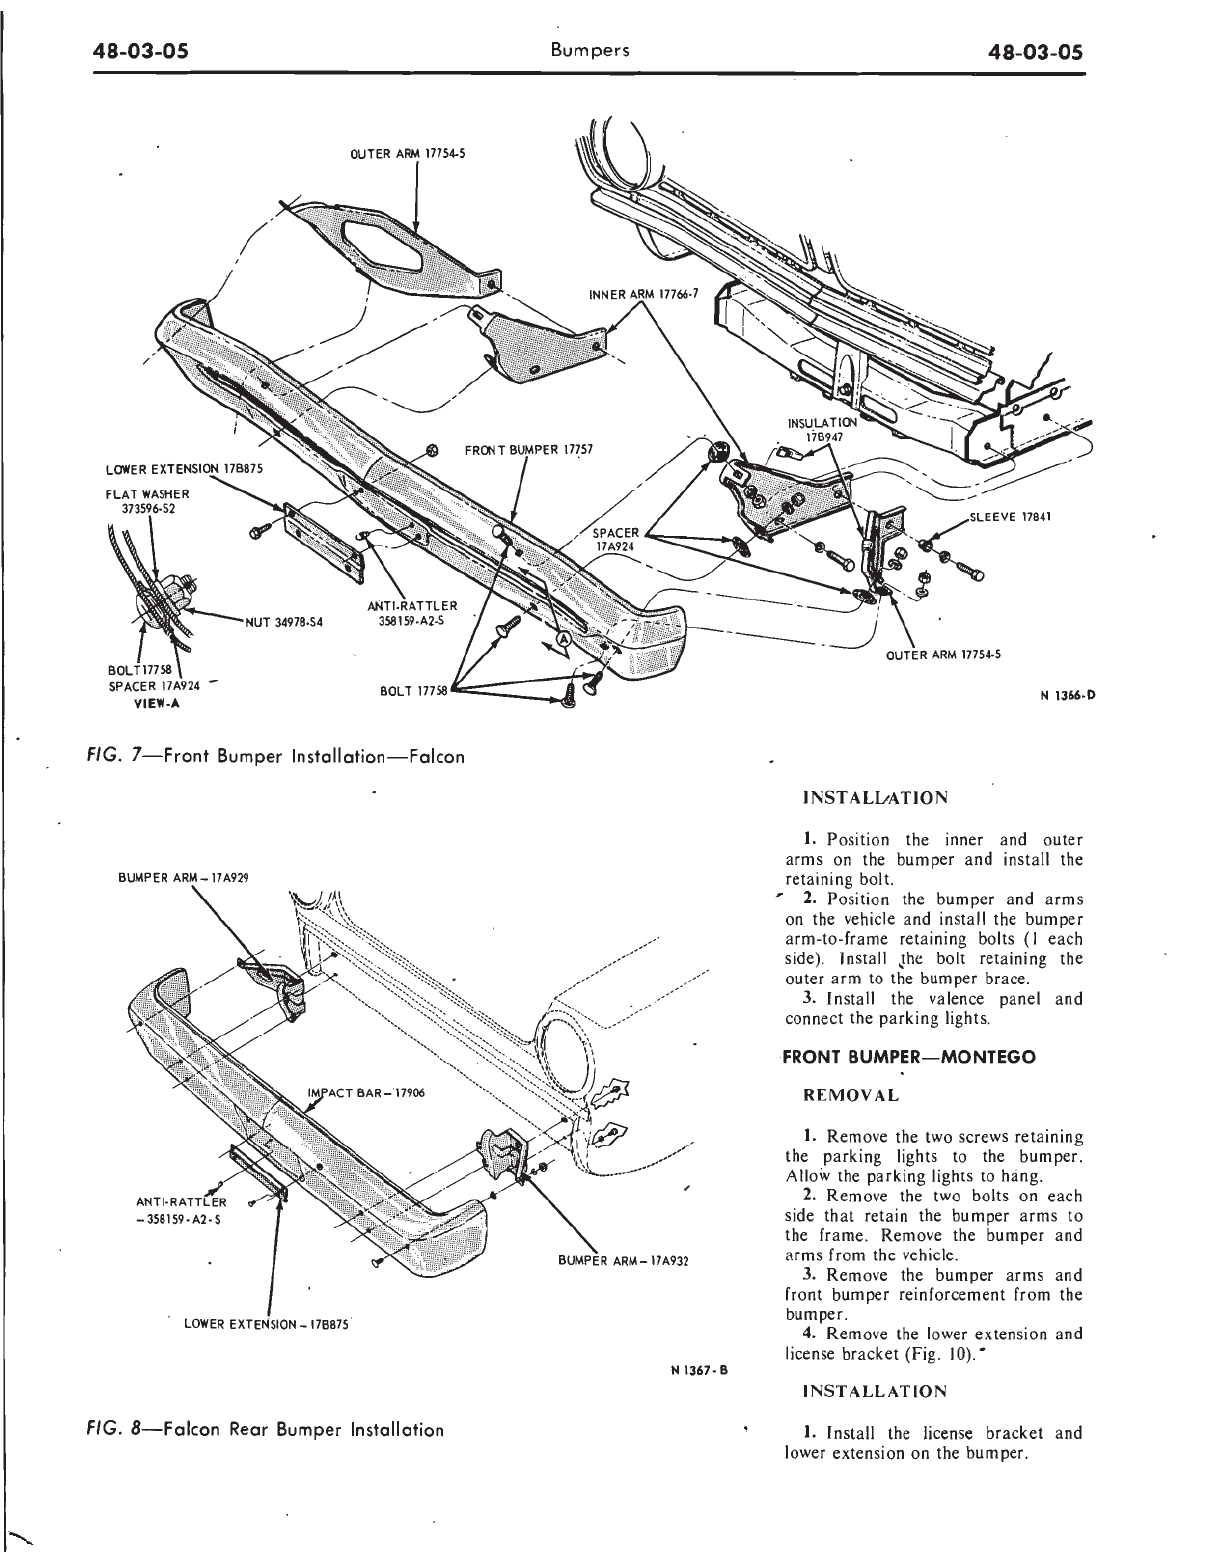 48-03-05 Bumpers 48-03-05
OUTER ARM 17754-5
INNER ARM 17766-7
INSULATION
17B947
FRONT BUMPER 17757
LOWER EXTENSION 17B875
FLAT WASHER
373596-S2
SPACER
17A924
SLEEVE 17841
ANTI-RATTLER
358159-A2-S
NUT 34978-S4
A
OUTER ARM 17754-5
BOLT 17758
SPACER 17A924
VIEW-A
BOLT 17758
N 1366-D
FIG. 7—Front Bumper Installation—Falcon
BUMPER ARM – 17A929
IMPACT BAR – 17906
ANTI-RATTLER
– 358159-A2-S
BUMPER ARM – 17A932
LOWER EXTENSION – 17B875
N 1367-B
FIG. 8—Falcon Rear Bumper Installation
INSTALLATION
1. Position the inner and outer
arms on the bumper and install the
retaining bolt.
2. Position the bumper and arms
on the vehicle and install the bumper
arm-to-frame retaining bolts (1 each
side). Install the bolt retaining the
outer arm to the bumper brace.
3. Install the valence panel and
connect the parking lights.
FRONT BUMPER—MONTEGO
REMOVAL
1. Remove the two screws retaining
the parking lights to the bumper.
Allow the parking lights to hang.
2. Remove the two bolts on each
side that retain the bumper arms to
the frame. Remove the bumper and
arms from the vehicle.
3. Remove the bumper arms and
front bumper reinforcement from the
bumper.
4. Remove the lower extension and
license bracket (Fig. 10).
INSTALLATION
1. Install the license bracket and
lower extension on the bumper.